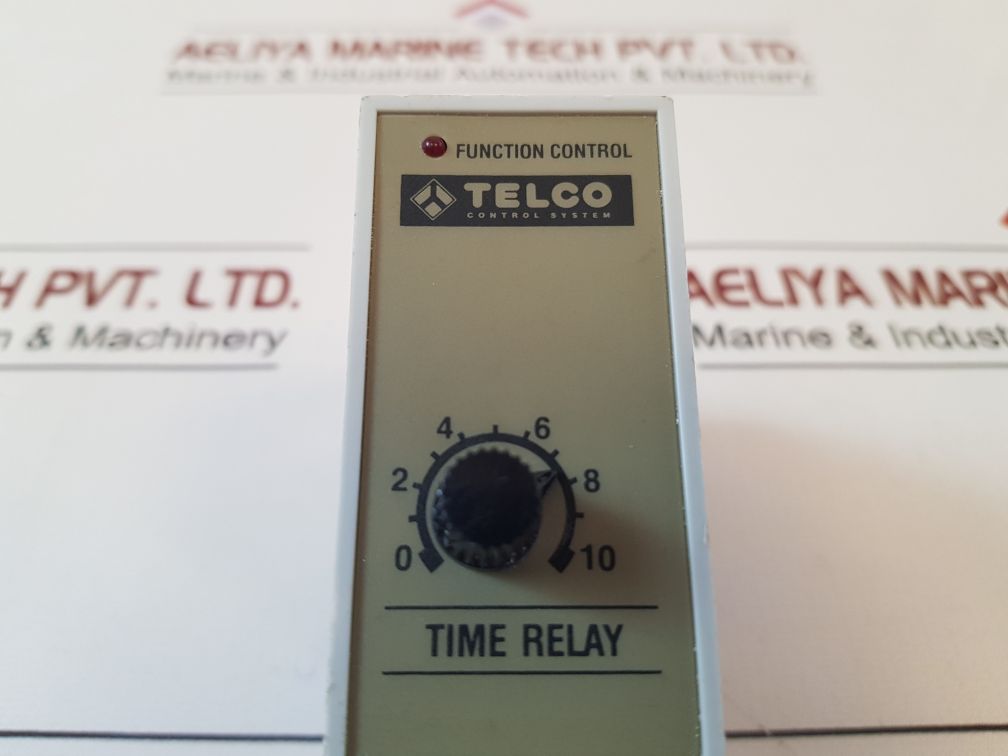 AELIYA MARINE TECH PVT. LTD.
Marine & Industrial Automation & Machinery
FUNCTION CONTROL
TELCO
CONTROL SYSTEM
H PVT. LTD.
& Machinery
AELIYA MARI
Marine & Indust
4 6
2 8
0 10
TIME RELAY